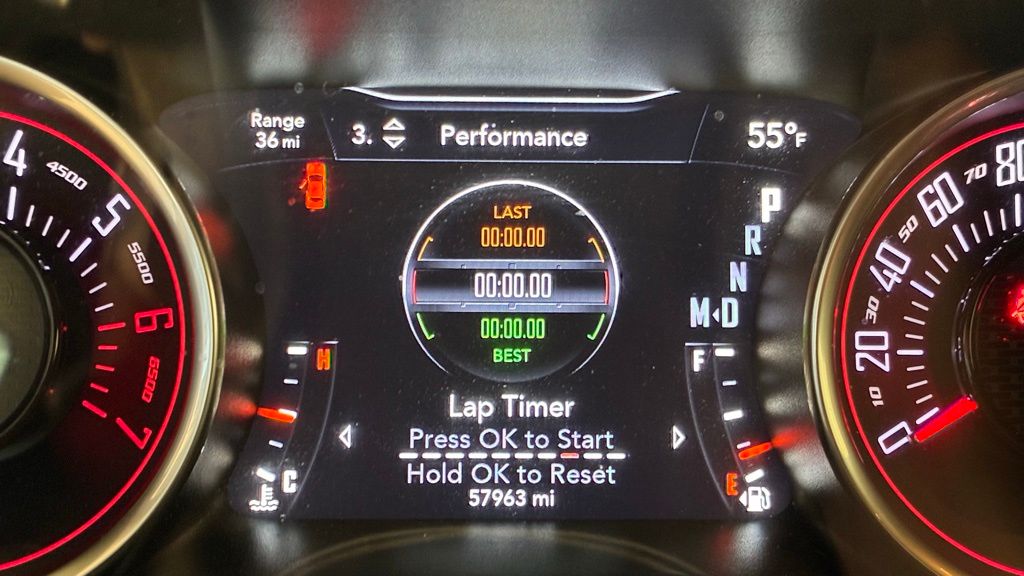 Range
36 mi
3.
Performance
55°F
LAST
00:00.00
00:00.00
00:00.00
BEST
Lap Timer
Press OK to Start
Hold OK to Reset
57963 mi
P
R
N
M D
H
C
F
E
4
4500
5
5500
6
6500
7
80
70
60
50
40
30
20
10
0